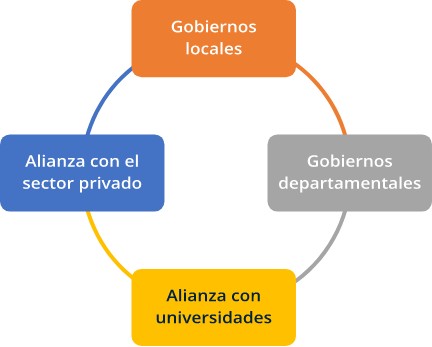 Gobiernos
locales
Alianza con el
sector privado
Gobiernos
departamentales
Alianza con
universidades